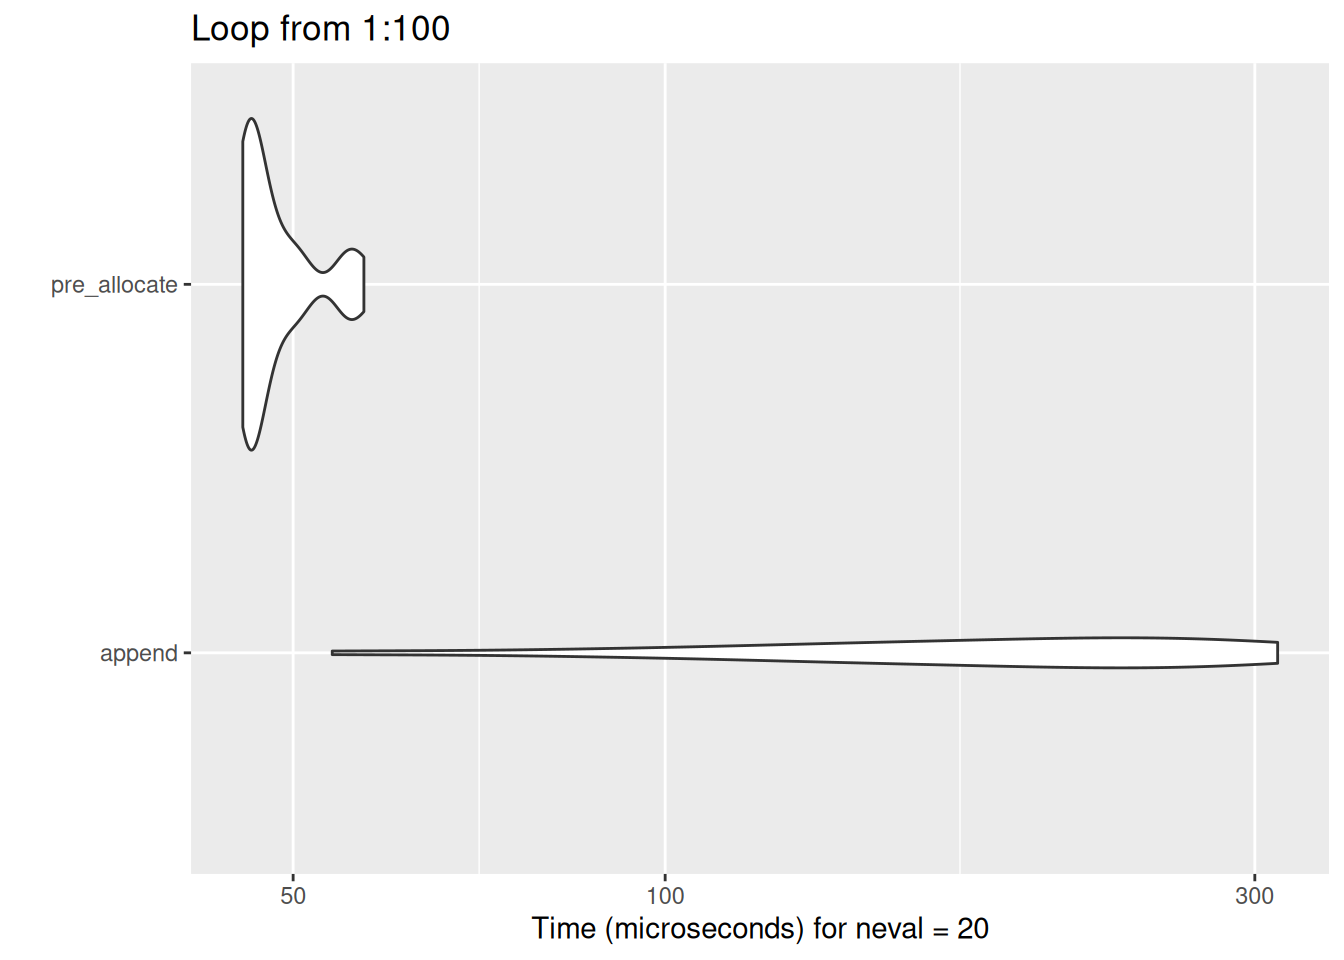 Loop from 1:100
pre_allocate
append
50 100 300
Time (microseconds) for neval = 20